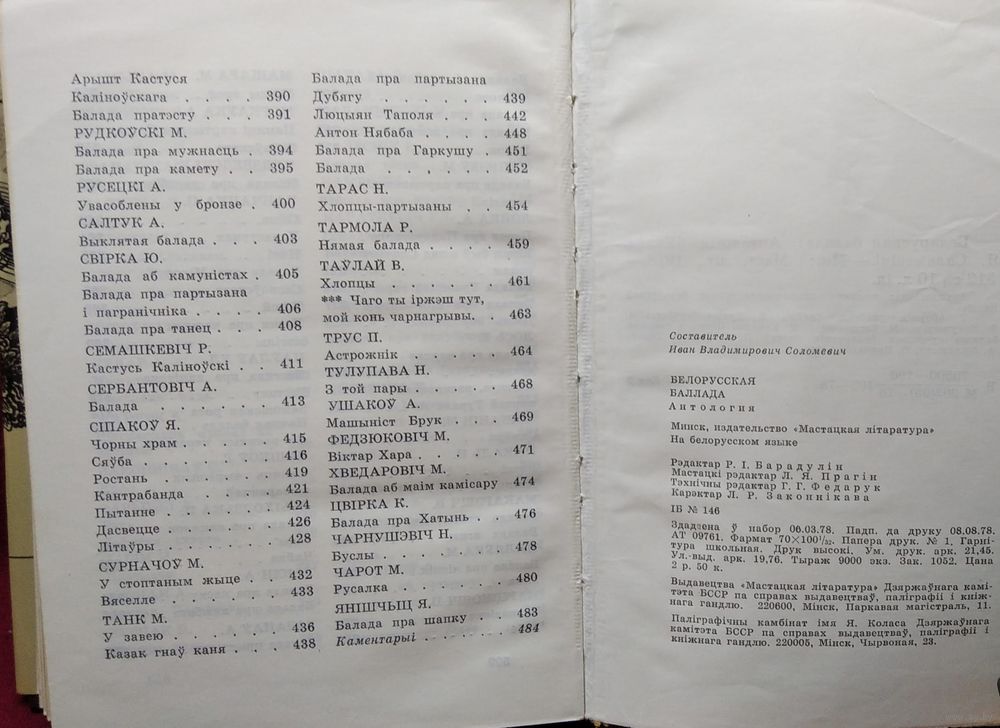 Арышт Кастуся
Каліноўскага . . . . 390
Балада пратэсту . . . 391
РУДКОЎСКІ М.
Балада пра мужнасць . 394
Балада пра камету . . 395
РУСЕЦКІ А.
Увасоблены у бронзе . 400
САЛТУК А.
Выклятая балада . . . 403
СВІРКА Ю.
Балада аб камуністах . 405
Балада пра партызана
і пагранічніка . . . . 406
Балада пра танец . . . 408
СЕМАШКЕВІЧ Р.
Кастусь Каліноўскі . . 411
СЕРБАНТОВІЧ А.
Балада . . . . . . 413
СІПАКОЎ Я.
Чорны храм . . . . . 415
Сяўба . . . . . . . 416
Ростань . . . . . . 419
Кантрабанда . . . . 421
Пытанне . . . . . . 424
Дасвецце . . . . . . 426
Літаўры . . . . . . 428
СУРНАЧОЎ М.
У стоптаным жыце . . 432
Вяселле . . . . . . 433
ТАНК М.
У завею . . . . . . 436
Казак гнаў каня . . . 438
Балада пра партызана
Дубягу . . . . . . 439
Люцыян Таполя . . . 442
Антон Нябаба . . . . 448
Балада пра Гаркушу . 451
Балада . . . . . . 452
ТАРАС Н.
Хлопцы-партызаны . . 454
ТАРМОЛА Р.
Нямая балада . . . . 459
ТАЎЛАЙ В.
Хлопцы . . . . . . 461
*** Чаго ты іржэш тут,
мой конь чарнагрывы. . 463
ТРУС П.
Астрожнік . . . . . 464
ТУЛУПАВА Н.
З той пары . . . . . 468
УШАКОЎ А.
Машыніст Брук . . . . 469
ФЕДЗЮКОВІЧ М.
Віктар Хара . . . . . 471
ХВЕДАРОВІЧ М.
Балада аб маім камісару 474
ЦВІРКА К.
Балада пра Хатынь . . 476
ЧАРНУШЭВІЧ Н.
Буслы . . . . . . . 478
ЧАРОТ М.
Русалка . . . . . . 480
ЯНІШЧЫЦ Я.
Балада пра шапку . . . 483
Каментарыі . . . . . . 484
Составитель
Иван Владимирович Соломевич
БЕЛОРУССКАЯ
БАЛЛАДА
Антология
Минск, издательство «Мастацкая літаратура»
На белорусском языке
Рэдактар Р. І. Барадулін
Мастацкі рэдактар Л. Я. Прагін
Тэхнічны рэдактар Г. Г. Федарук
Карэктар Л. Р. Законнікава
ІБ № 146
Здадзена ў набор 06.03.78. Падп. да друку 08.08.78.
АТ 09761. Фармат 70×100¹/₃₂. Папера друк. № 1. Гарні-
тура школьная. Друк высокі. Ум. друк. арк. 21,45.
Ул.-выд. арк. 19,76. Тыраж 9000 экз. Зак. 1052. Цана
2 р. 50 к.
Выдавецтва «Мастацкая літаратура» Дзяржаўнага камі-
тэта БССР па справах выдавецтваў, паліграфіі і кніж-
нага гандлю. 220600, Мінск, Паркавая магістраль, 11.
Паліграфічны камбінат імя Я. Коласа Дзяржаўнага
камітэта БССР па справах выдавецтваў, паліграфіі і
кніжнага гандлю. 220005, Мінск, Чырвоная, 23.